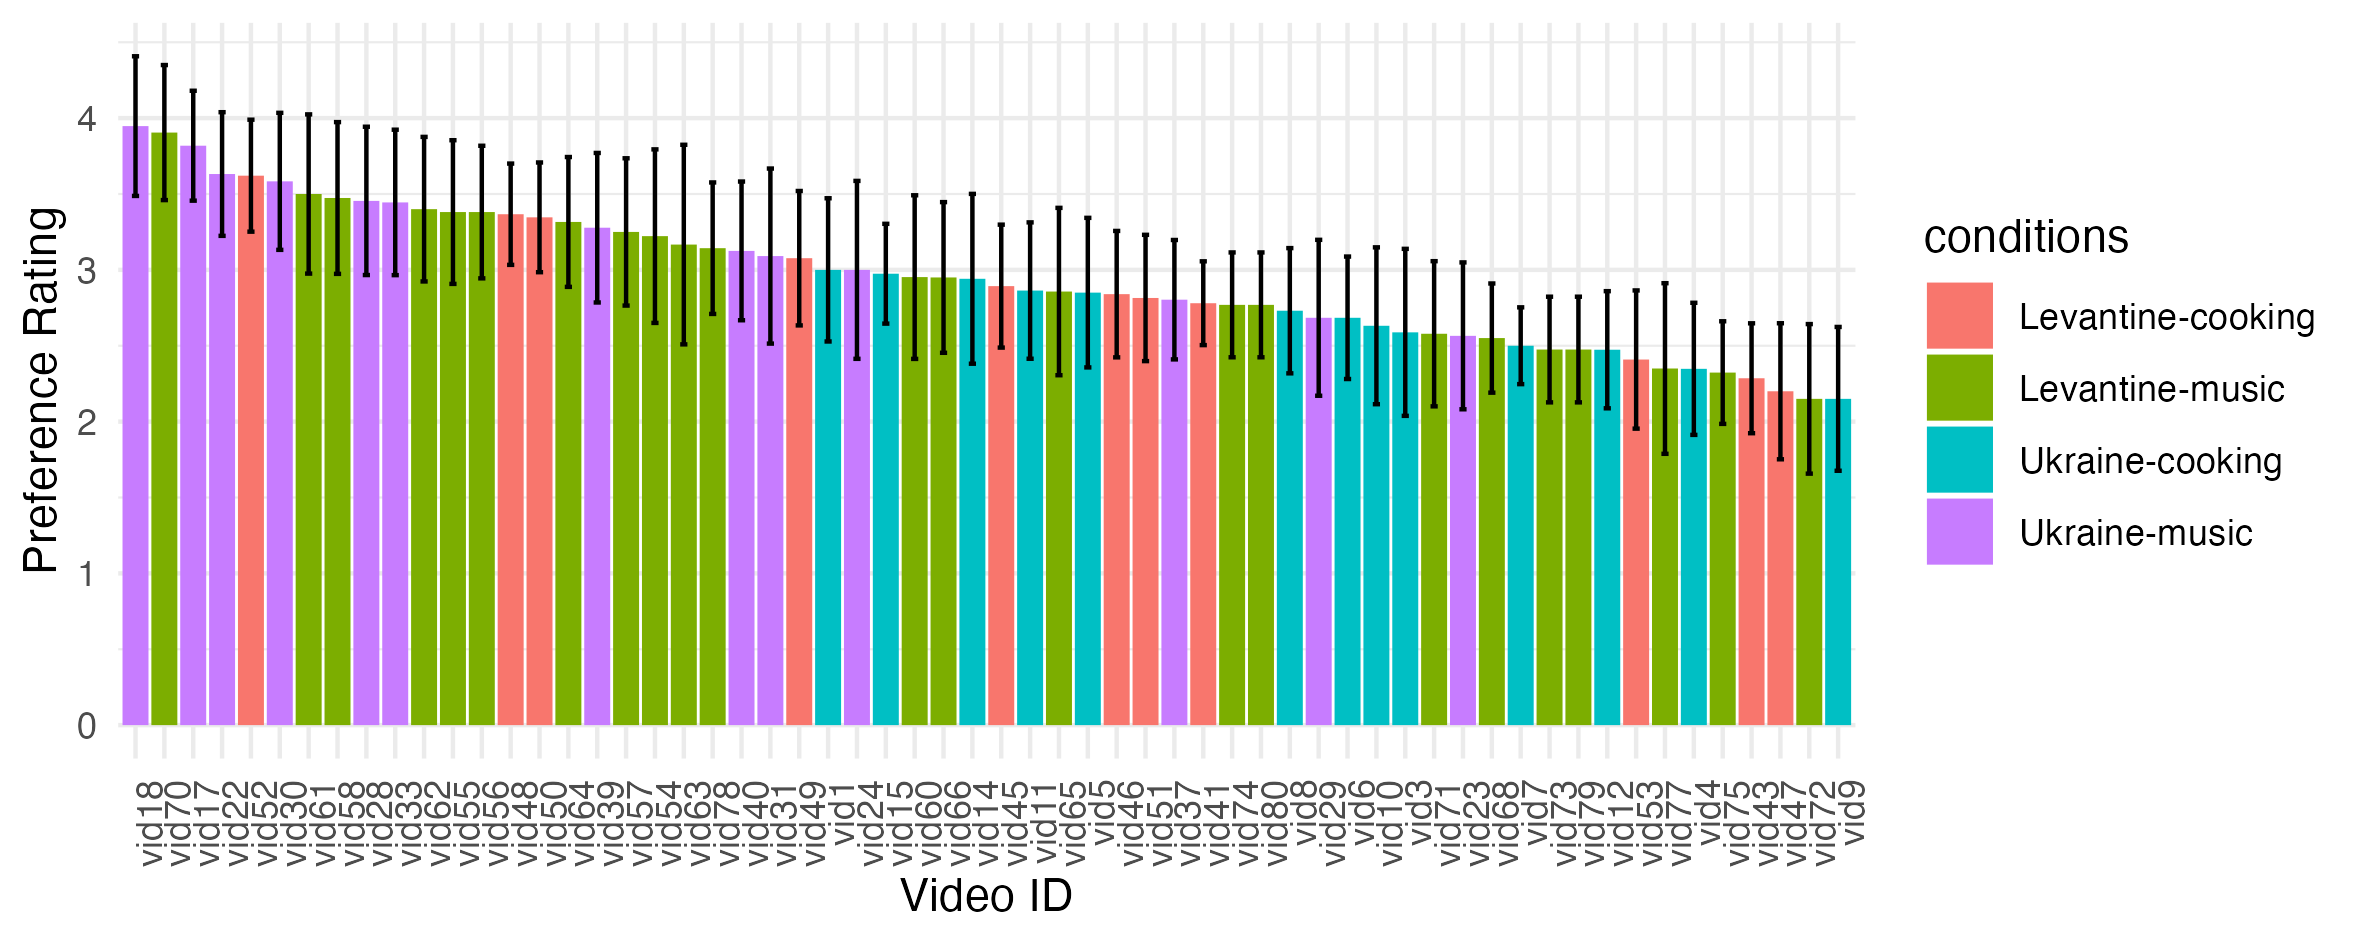 4
3
2
1
0
Preference Rating
vid18
vid70
vid17
vid22
vid52
vid30
vid61
vid58
vid28
vid33
vid62
vid55
vid56
vid48
vid50
vid64
vid39
vid57
vid54
vid63
vid78
vid40
vid31
vid49
vid1
vid24
vid15
vid60
vid66
vid14
vid45
vid11
vid65
vid5
vid46
vid51
vid37
vid41
vid74
vid80
vid8
vid29
vid6
vid10
vid3
vid71
vid23
vid68
vid7
vid73
vid79
vid12
vid53
vid77
vid4
vid75
vid43
vid47
vid72
vid9
Video ID
conditions
Levantine-cooking
Levantine-music
Ukraine-cooking
Ukraine-music